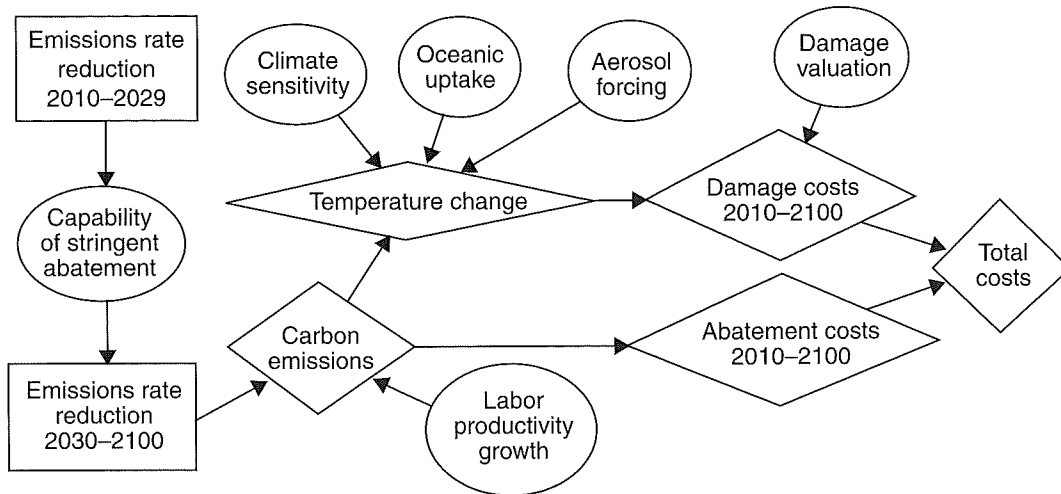 Emissions rate
reduction
2010–2029
Climate
sensitivity
Oceanic
uptake
Aerosol
forcing
Damage
valuation
Capability
of stringent
abatement
Temperature change
Damage costs
2010–2100
Total
costs
Carbon
emissions
Abatement costs
2010–2100
Emissions rate
reduction
2030–2100
Labor
productivity
growth